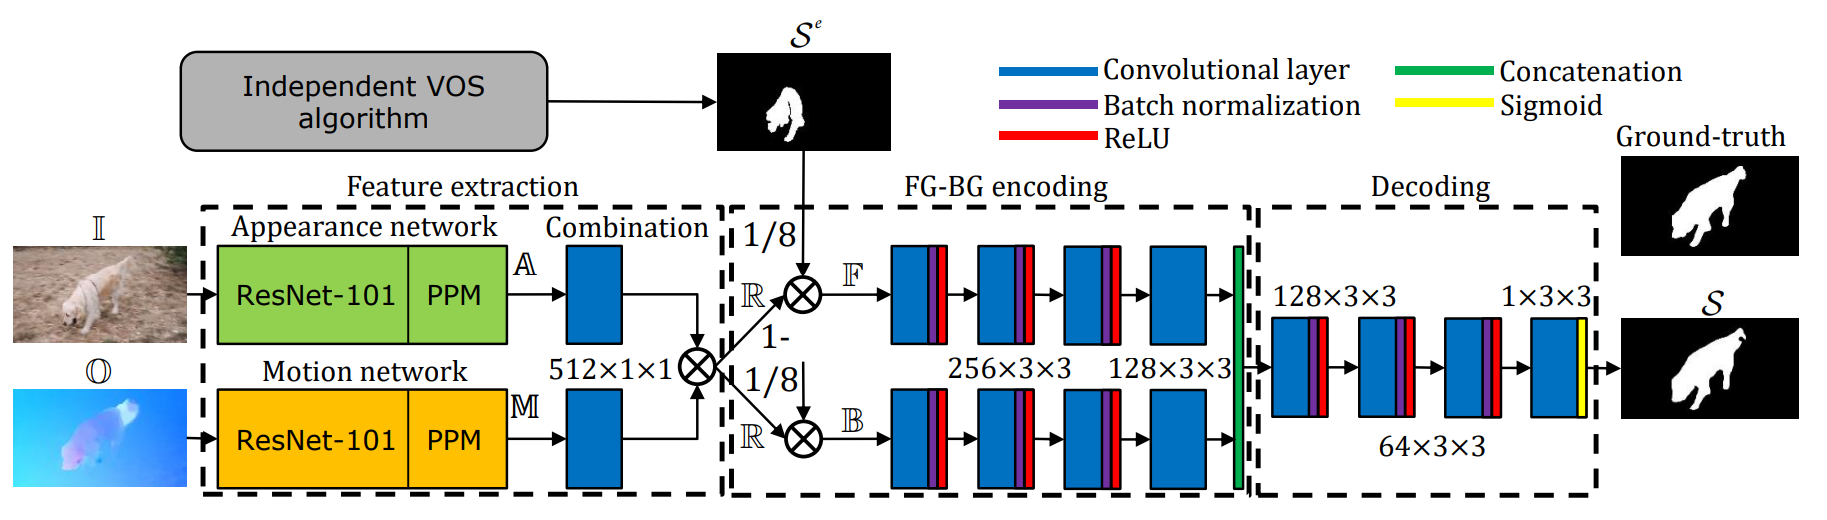 𝒮ᵉ
Independent VOS
algorithm
Convolutional layer
Concatenation
Batch normalization
Sigmoid
ReLU
Ground-truth
Feature extraction
FG-BG encoding
Decoding
𝕀
Appearance network
Combination
1/8
ResNet-101
PPM
𝔸
ℝ
𝔽
128×3×3
1×3×3
𝒮
1-
𝕆
Motion network
512×1×1
1/8
256×3×3
128×3×3
ResNet-101
PPM
𝕄
ℝ
𝔹
64×3×3